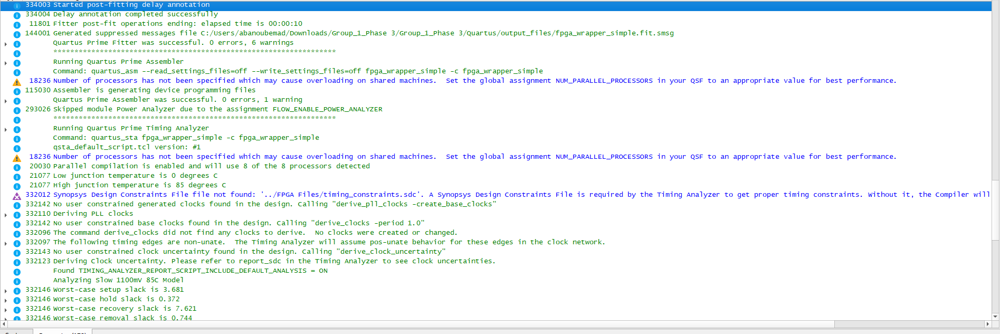 334003 Started post-fitting delay annotation
334004 Delay annotation completed successfully
11801 Fitter post-fit operations ending: elapsed time is 00:00:10
144001 Generated suppressed messages file C:/Users/abanoubemad/Downloads/Group_1_Phase 3/Group_1_Phase 3/Quartus/output_files/fpga_wrapper_simple.fit.smsg
Quartus Prime Fitter was successful. 0 errors, 6 warnings
*******************************************************************
Running Quartus Prime Assembler
Command: quartus_asm --read_settings_files=off --write_settings_files=off fpga_wrapper_simple -c fpga_wrapper_simple
18236 Number of processors has not been specified which may cause overloading on shared machines.  Set the global assignment NUM_PARALLEL_PROCESSORS in your QSF to an appropriate value for best performance.
115030 Assembler is generating device programming files
Quartus Prime Assembler was successful. 0 errors, 1 warning
293026 Skipped module Power Analyzer due to the assignment FLOW_ENABLE_POWER_ANALYZER
*******************************************************************
Running Quartus Prime Timing Analyzer
Command: quartus_sta fpga_wrapper_simple -c fpga_wrapper_simple
qsta_default_script.tcl version: #1
18236 Number of processors has not been specified which may cause overloading on shared machines.  Set the global assignment NUM_PARALLEL_PROCESSORS in your QSF to an appropriate value for best performance.
20030 Parallel compilation is enabled and will use 8 of the 8 processors detected
21077 Low junction temperature is 0 degrees C
21077 High junction temperature is 85 degrees C
332012 Synopsys Design Constraints File file not found: '../FPGA Files/timing_constraints.sdc'. A Synopsys Design Constraints File is required by the Timing Analyzer to get proper timing constraints. Without it, the Compiler will
332142 No user constrained generated clocks found in the design. Calling "derive_pll_clocks -create_base_clocks"
332110 Deriving PLL clocks
332142 No user constrained base clocks found in the design. Calling "derive_clocks -period 1.0"
332096 The command derive_clocks did not find any clocks to derive.  No clocks were created or changed.
332097 The following timing edges are non-unate.  The Timing Analyzer will assume pos-unate behavior for these edges in the clock network.
332143 No user constrained clock uncertainty found in the design. Calling "derive_clock_uncertainty"
332123 Deriving Clock Uncertainty. Please refer to report_sdc in the Timing Analyzer to see clock uncertainties.
Found TIMING_ANALYZER_REPORT_SCRIPT_INCLUDE_DEFAULT_ANALYSIS = ON
Analyzing Slow 1100mV 85C Model
332146 Worst-case setup slack is 3.681
332146 Worst-case hold slack is 0.372
332146 Worst-case recovery slack is 7.621
332146 Worst-case removal slack is 0.744